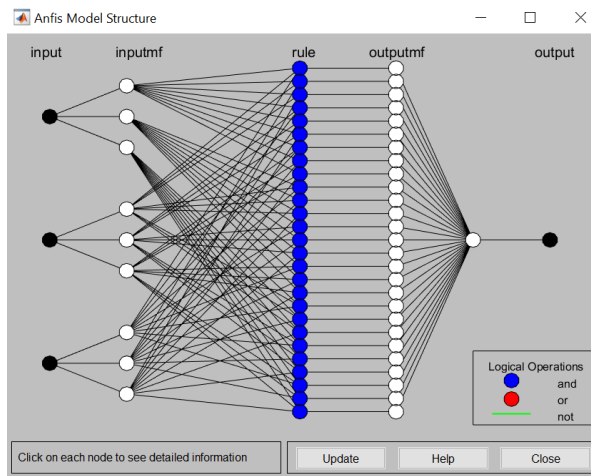 Anfis Model Structure
input inputmf rule outputmf output
Logical Operations
and
or
not
Click on each node to see detailed information
Update Help Close